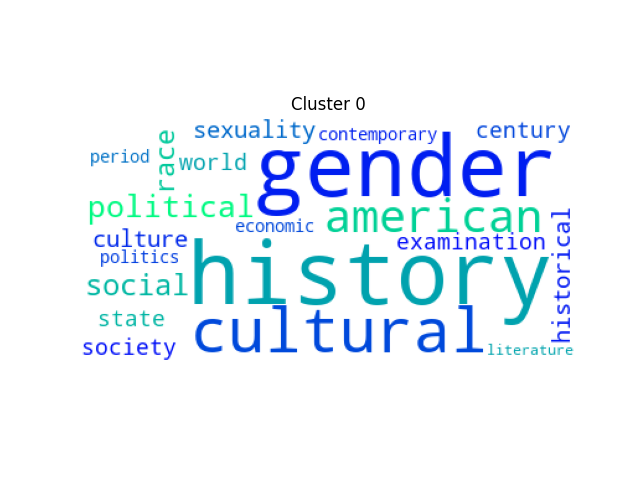 Cluster 0
sexuality
contemporary
century
period
race
world
gender
political
american
economic
culture
examination
politics
history
historical
social
cultural
state
society
literature